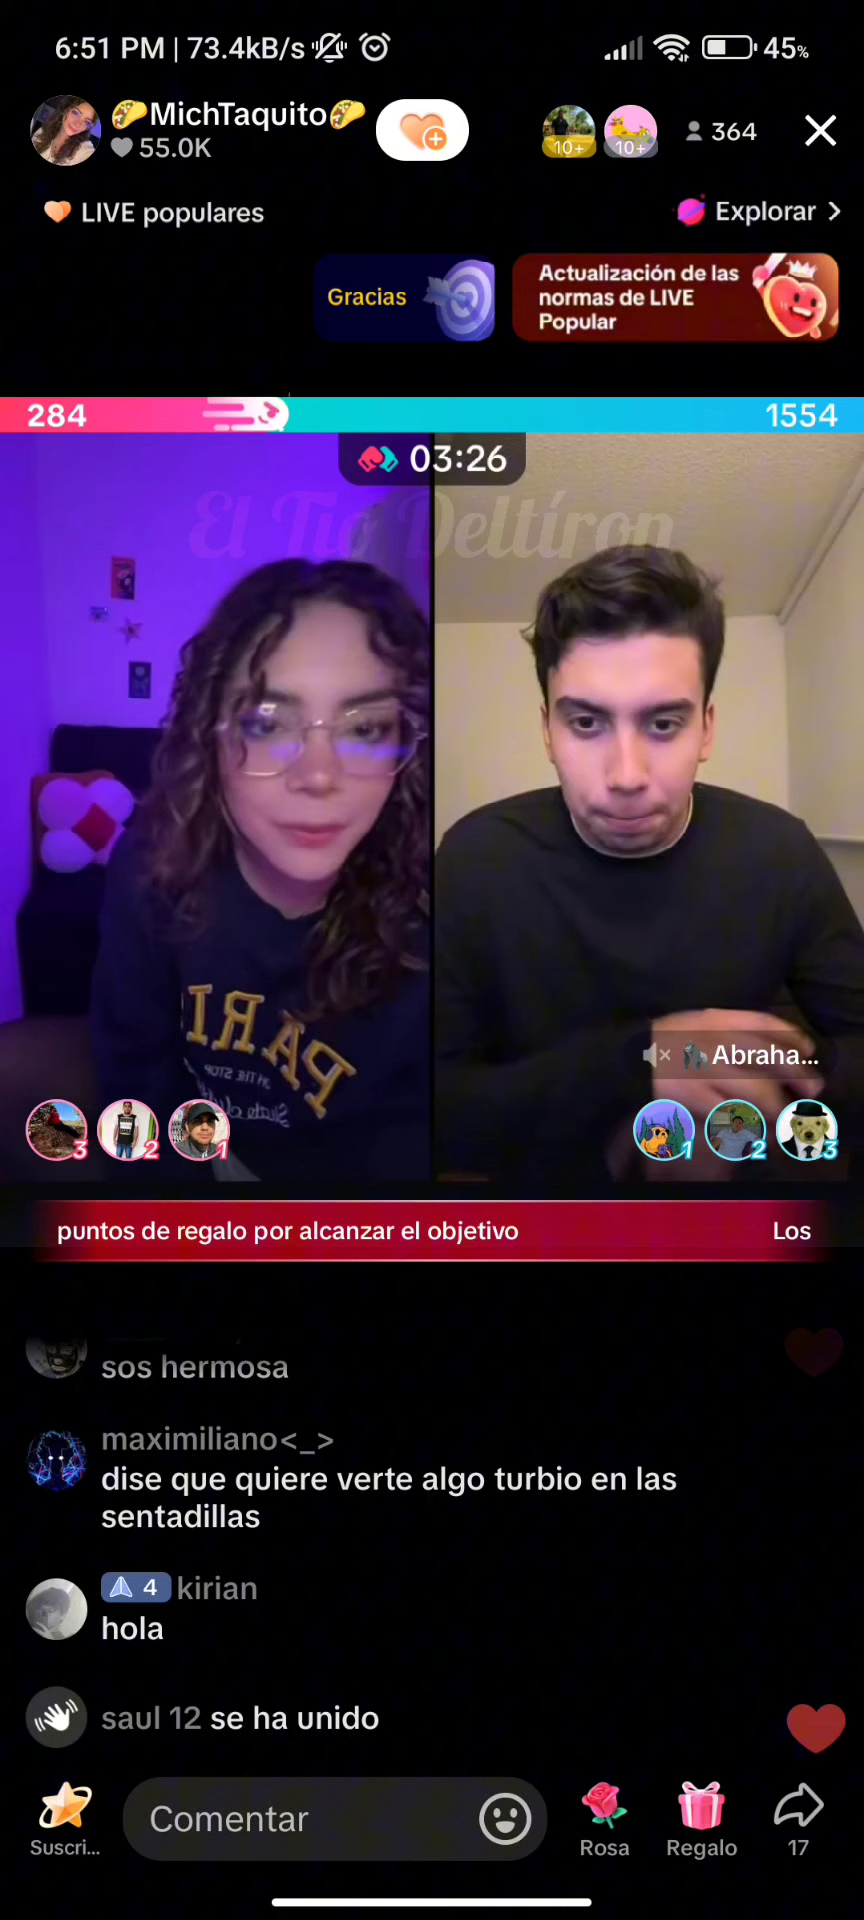 6:51 PM | 73.4kB/s
45%
🌮MichTaquito🌮
55.0K
10+
10+
364
LIVE populares
Explorar
Gracias
Actualización de las
normas de LIVE
Popular
284
1554
03:26
El Tio Deltíron
PARIS
Abraha...
3
2
1
1
2
3
puntos de regalo por alcanzar el objetivo
Los
sos hermosa
maximiliano<_>
dise que quiere verte algo turbio en las
sentadillas
4 kirian
hola
saul 12 se ha unido
Comentar
Suscri...
Rosa
Regalo
17